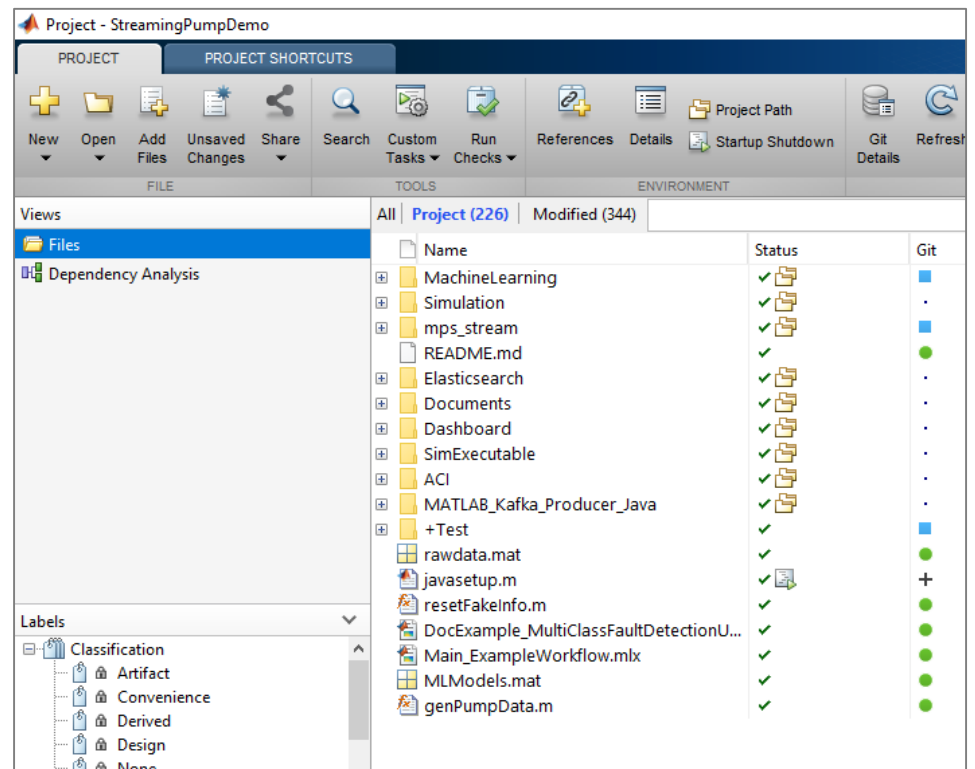 Project - StreamingPumpDemo
PROJECT PROJECT SHORTCUTS
New Open Add Files Unsaved Changes Share Search Custom Tasks Run Checks References Details Project Path Startup Shutdown Git Details Refresh
FILE TOOLS ENVIRONMENT
Views
Files
Dependency Analysis
All Project (226) Modified (344)
Name Status Git
MachineLearning
Simulation
mps_stream
README.md
Elasticsearch
Documents
Dashboard
SimExecutable
ACI
MATLAB_Kafka_Producer_Java
+Test
rawdata.mat
javasetup.m
resetFakeInfo.m
DocExample_MultiClassFaultDetectionU...
Main_ExampleWorkflow.mlx
MLModels.mat
genPumpData.m
Labels
Classification
Artifact
Convenience
Derived
Design
None